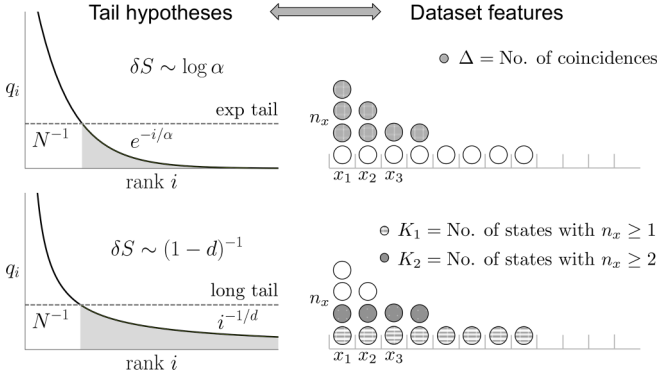 Tail hypotheses
Dataset features
δS ∼ log α
Δ = No. of coincidences
q_i
exp tail
N^{-1}
e^{-i/α}
rank i
n_x
x_1 x_2 x_3
δS ∼ (1 − d)^{-1}
K_1 = No. of states with n_x ≥ 1
K_2 = No. of states with n_x ≥ 2
q_i
long tail
N^{-1}
i^{-1/d}
rank i
n_x
x_1 x_2 x_3